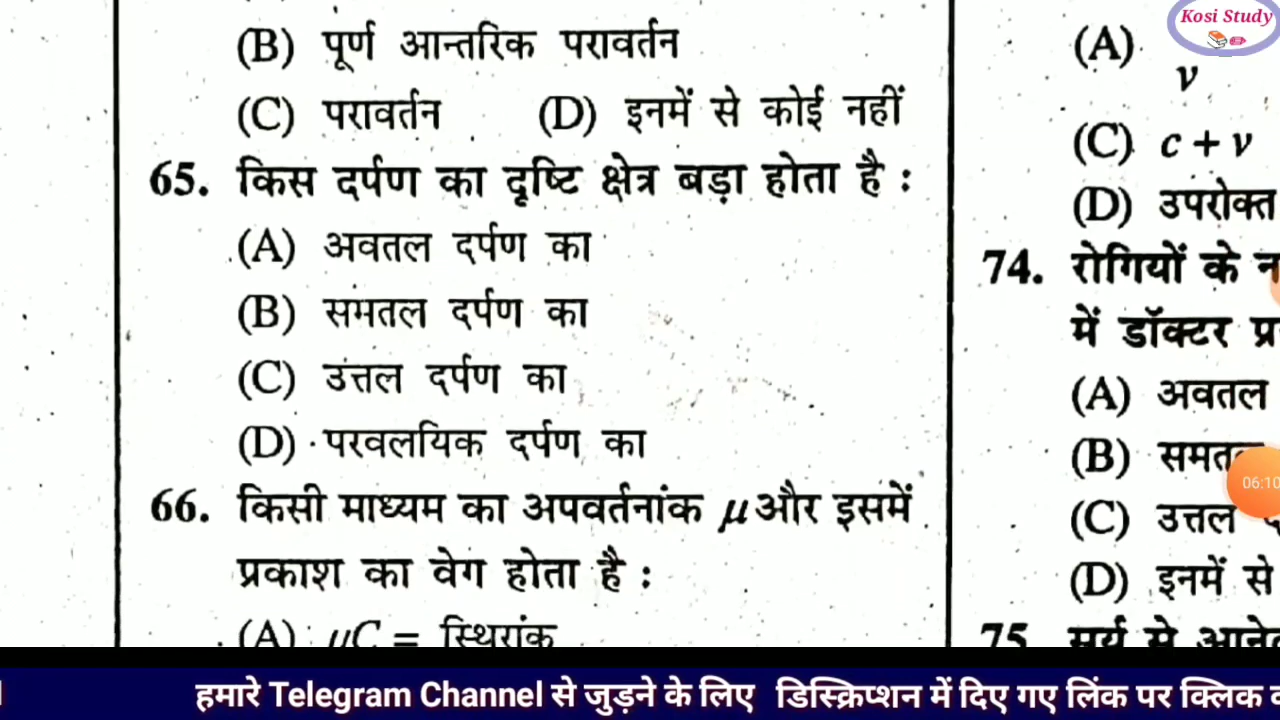 Kosi Study
(B) पूर्ण आन्तरिक परावर्तन
(C) परावर्तन (D) इनमें से कोई नहीं
65. किस दर्पण का दृष्टि क्षेत्र बड़ा होता है :
(A) अवतल दर्पण का
(B) समतल दर्पण का
(C) उत्तल दर्पण का
(D) परवलयिक दर्पण का
66. किसी माध्यम का अपवर्तनांक μ और इसमें
प्रकाश का वेग होता है :
(A) μC = स्थिरांक
(A)
v
(C) c + v
(D) उपरोक्त
74. रोगियों के
में डॉक्टर
(A) अवतल
(B)
(C) उत्तल
(D) इनमें से
75
06:10
हमारे Telegram Channel से जुड़ने के लिए डिस्क्रिप्शन में दिए गए लिंक पर क्लिक